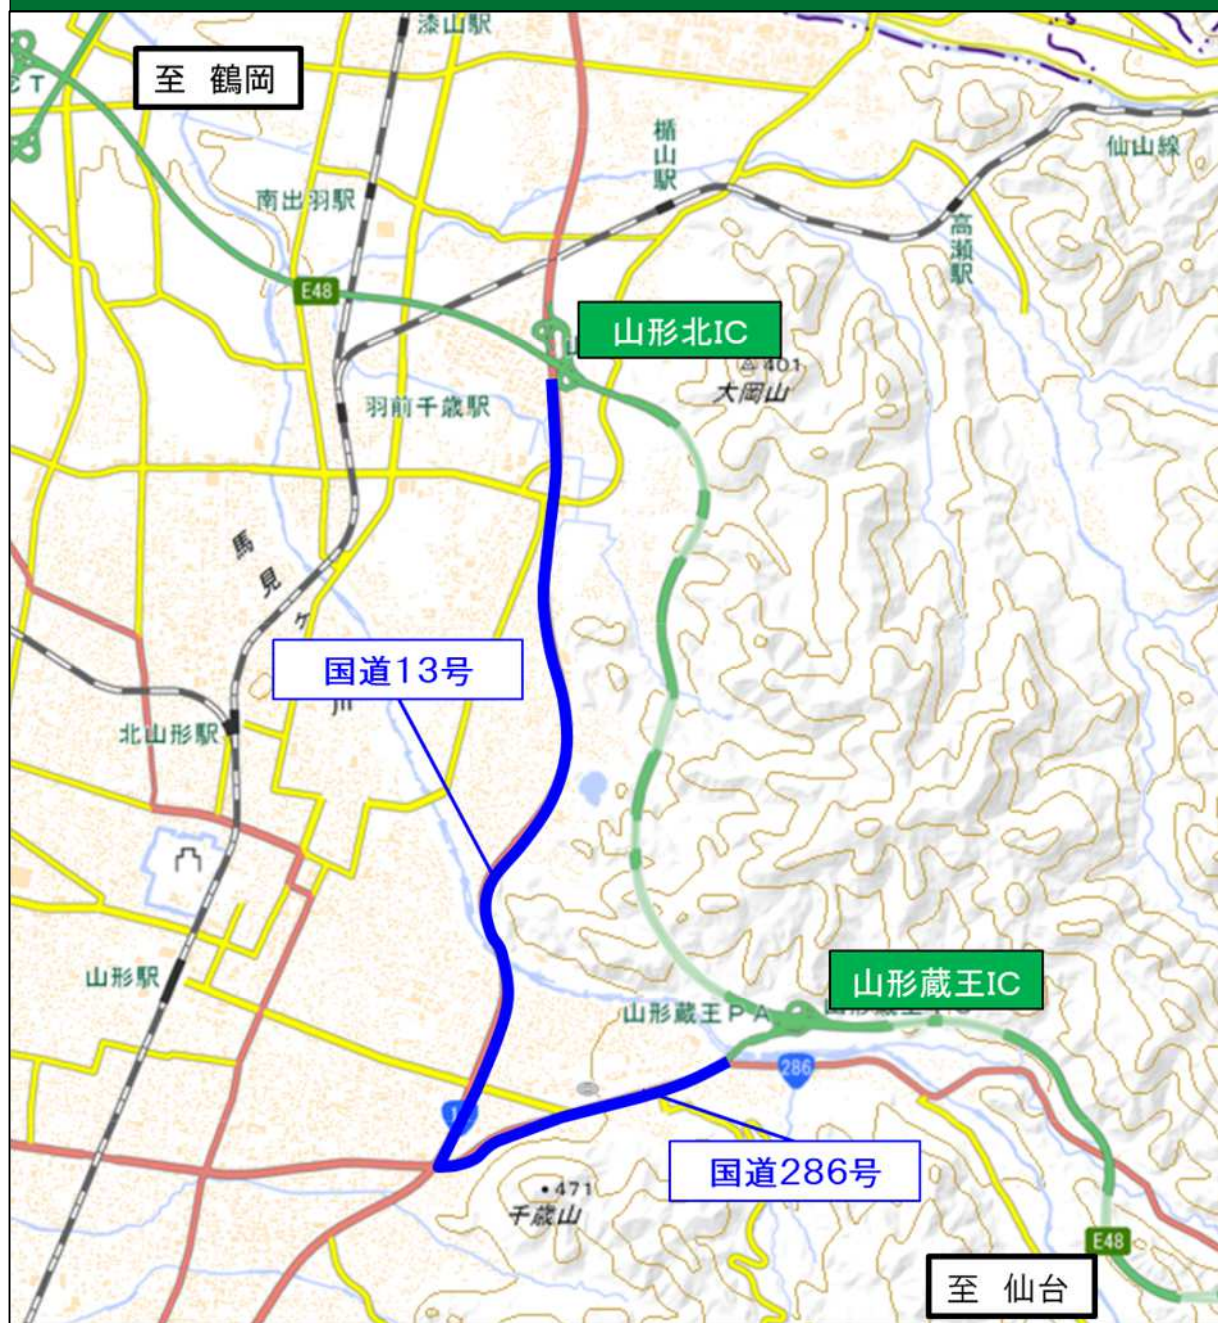 漆山駅
至 鶴岡
CT
楯山駅
仙山線
南出羽駅
高瀬駅
E48
山形北IC
401
大岡山
羽前千歳駅
馬見ヶ
川
国道13号
北山形駅
山形駅
山形蔵王IC
山形蔵王PA
286
国道286号
471
千歳山
E48
至 仙台